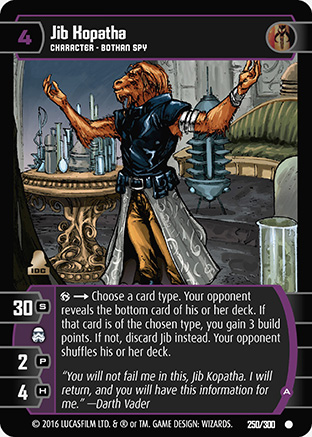 4
Jib Kopatha
CHARACTER - BOTHAN SPY
IDC
30 S
2 P
4 H
→ Choose a card type. Your opponent
reveals the bottom card of his or her deck. If
that card is of the chosen type, you gain 3 build
points. If not, discard Jib instead. Your opponent
shuffles his or her deck.
“You will not fail me in this, Jib Kopatha. I will
return, and you will have this information for
me.” —Darth Vader
A
© 2016 LUCASFILM LTD. & ® OR TM. GAME DESIGN: WIZARDS. 250/300